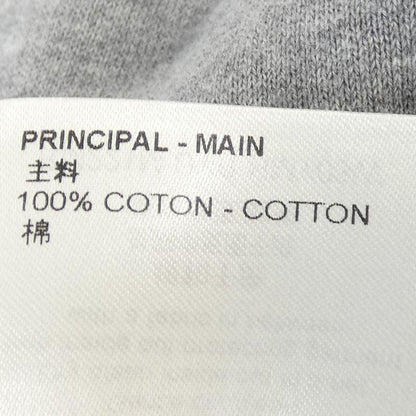 PRINCIPAL - MAIN
主料
100% COTON - COTTON
棉